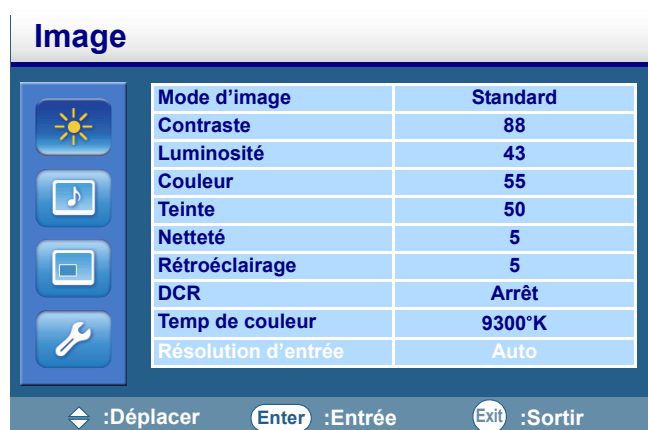 Image
Mode d’image Standard
Contraste 88
Luminosité 43
Couleur 55
Teinte 50
Netteté 5
Rétroéclairage 5
DCR Arrêt
Temp de couleur 9300°K
Résolution d’entrée Auto
:Déplacer Enter :Entrée Exit :Sortir